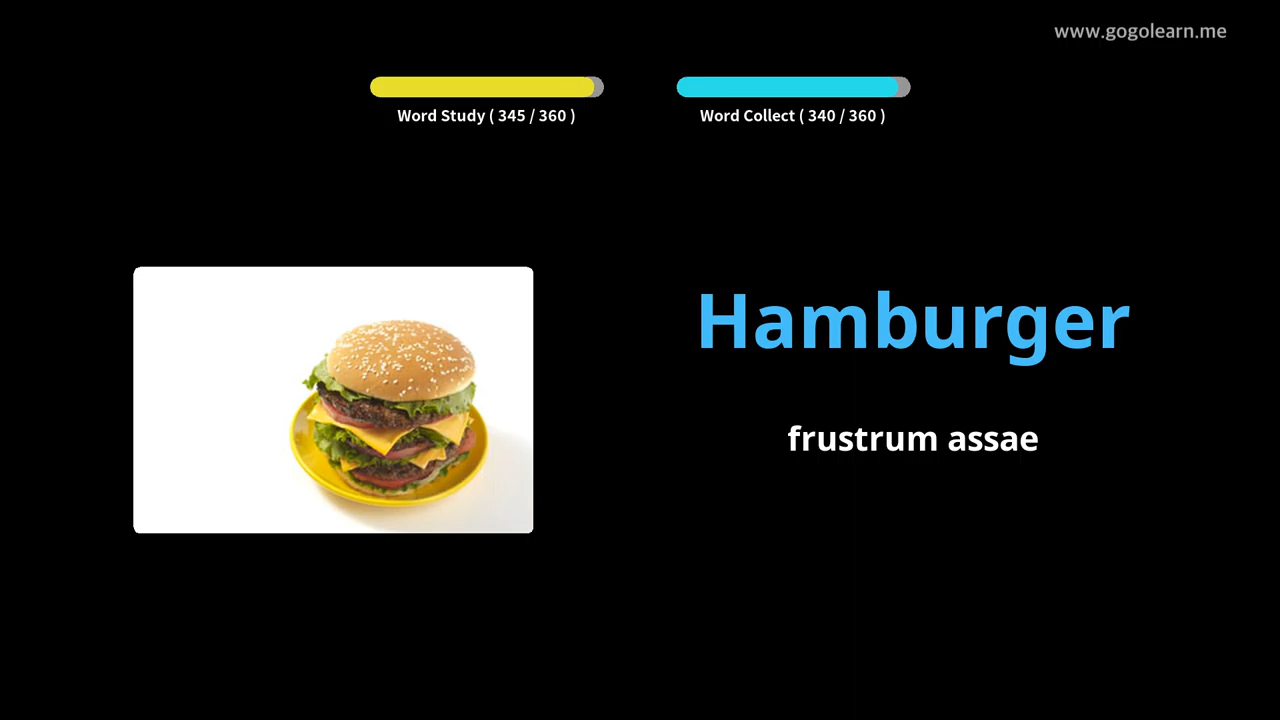 www.gogolearn.me
Word Study ( 345 / 360 )
Word Collect ( 340 / 360 )
Hamburger
frustrum assae